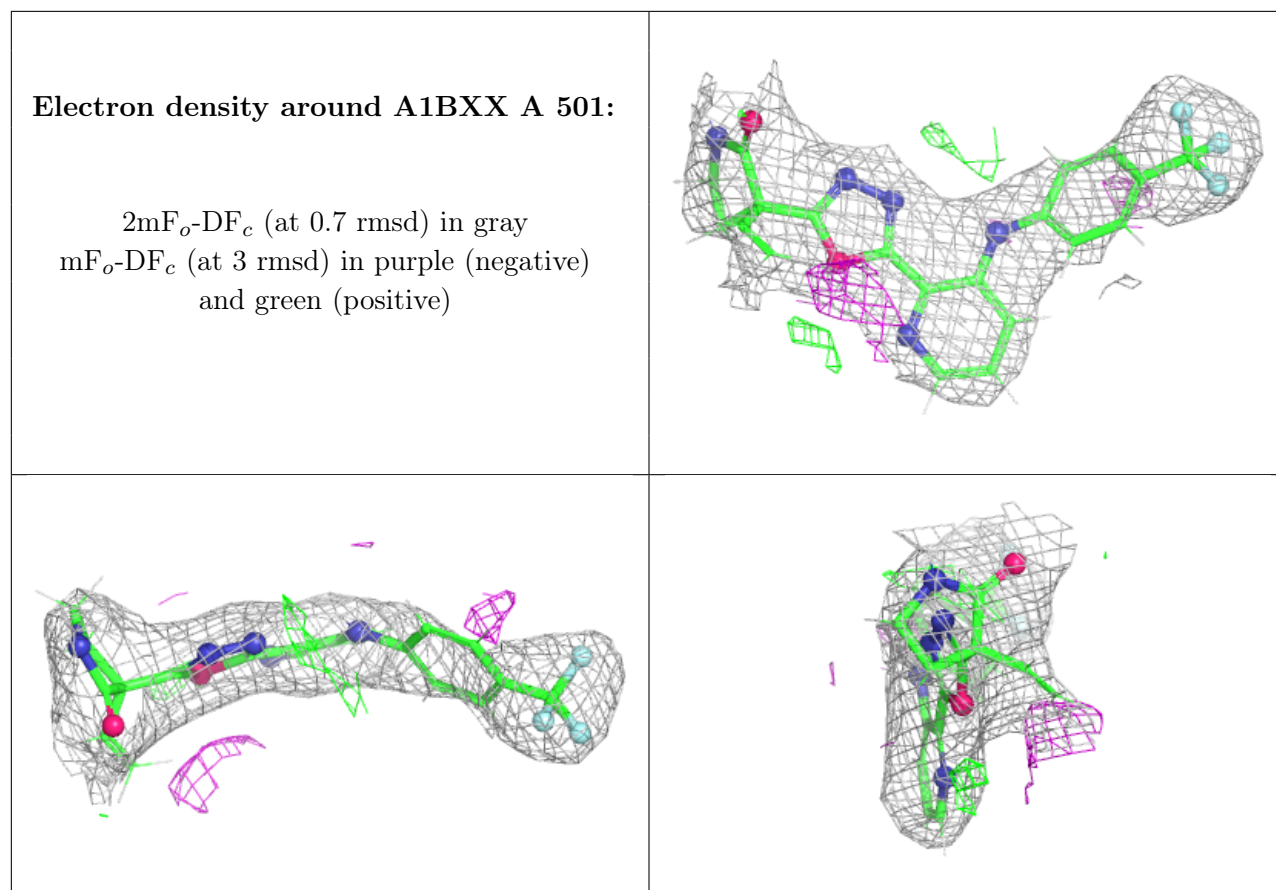 Electron density around A1BXX A 501:
2mFo-DFc (at 0.7 rmsd) in gray
mFo-DFc (at 3 rmsd) in purple (negative)
and green (positive)